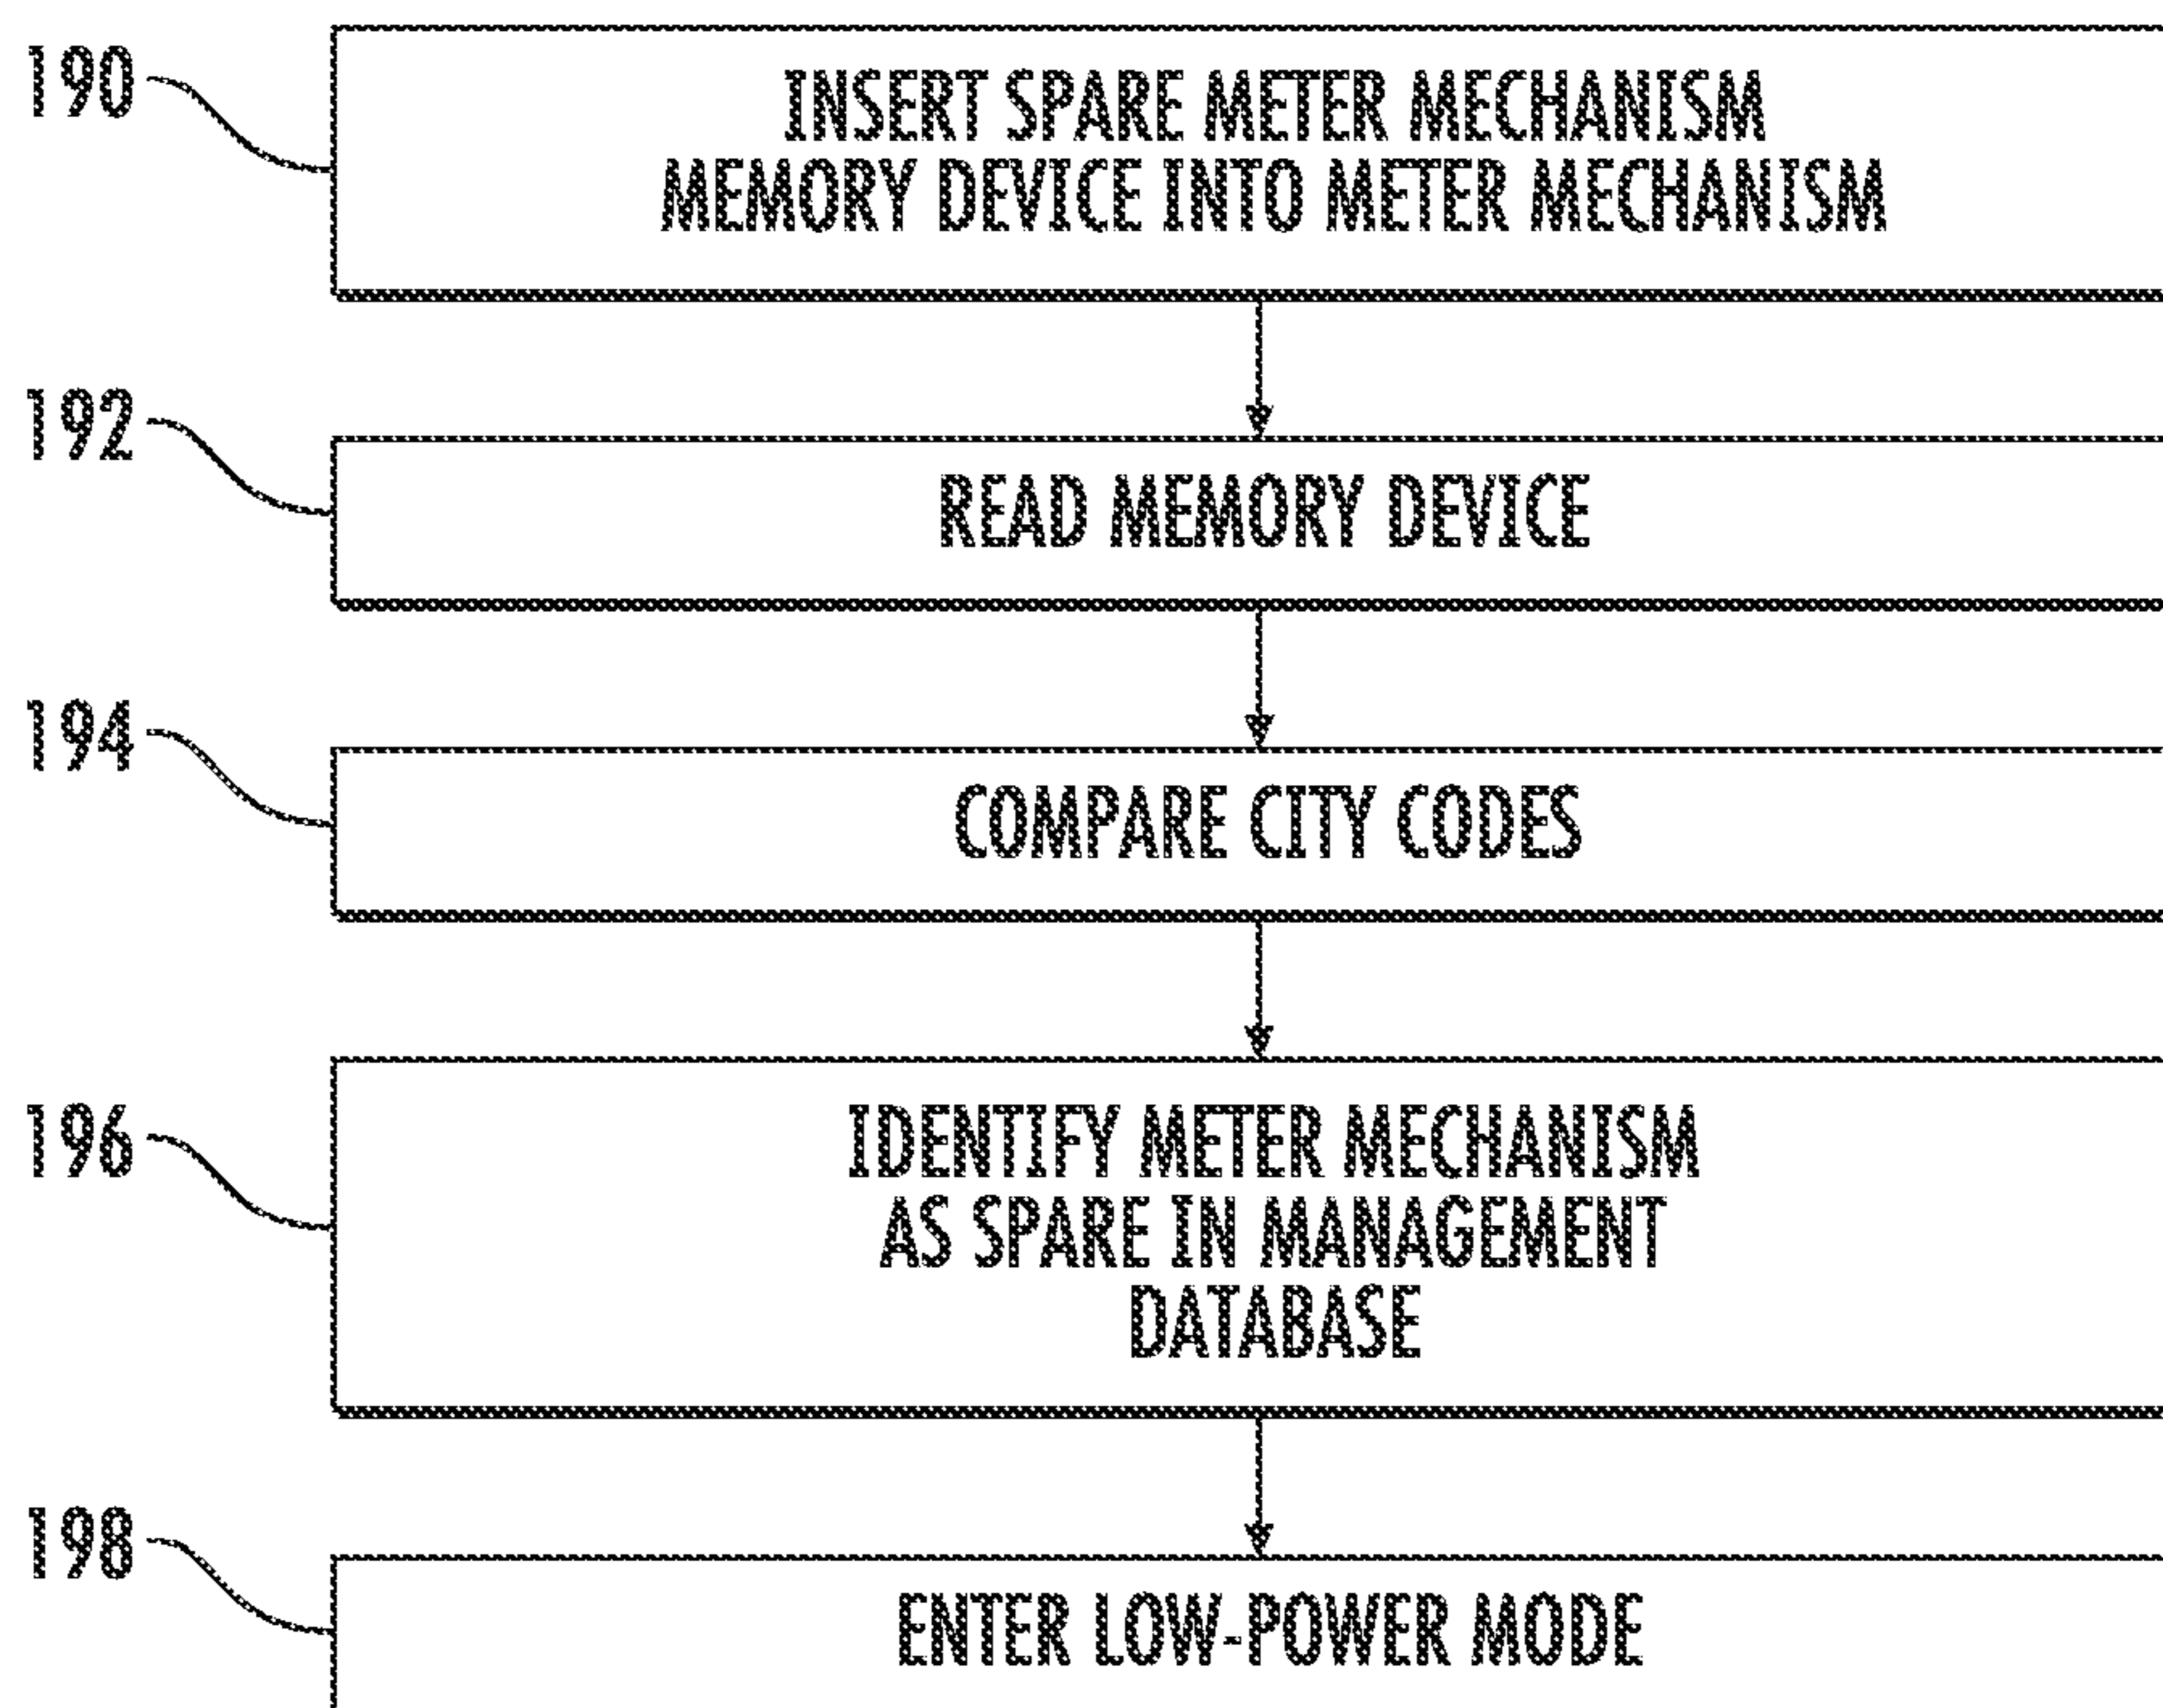 190
INSERT SPARE METER MECHANISM
MEMORY DEVICE INTO METER MECHANISM
192
READ MEMORY DEVICE
194
COMPARE CITY CODES
196
IDENTIFY METER MECHANISM
AS SPARE IN MANAGEMENT
DATABASE
198
ENTER LOW-POWER MODE